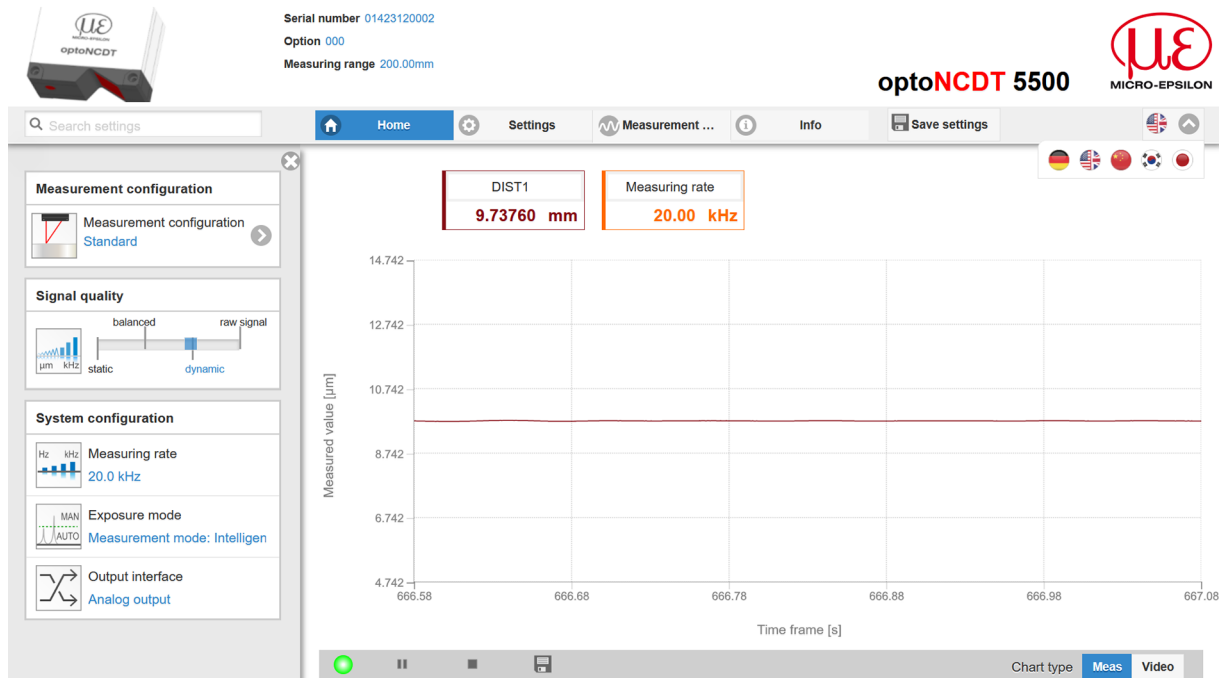 με
MICRO-EPSILON
optoNCDT
Serial number 01423120002
Option 000
Measuring range 200.00mm
optoNCDT 5500
με
MICRO-EPSILON
Search settings
Home
Settings
Measurement ...
Info
Save settings
Measurement configuration
Measurement configuration
Standard
Signal quality
balanced
raw signal
µm kHz
static
dynamic
System configuration
Hz kHz
Measuring rate
20.0 kHz
MAN
AUTO
Exposure mode
Measurement mode: Intelligen
Output interface
Analog output
DIST1
9.73760 mm
Measuring rate
20.00 kHz
14.742
12.742
10.742
8.742
6.742
4.742
Measured value [µm]
666.58
666.68
666.78
666.88
666.98
667.08
Time frame [s]
Chart type
Meas
Video